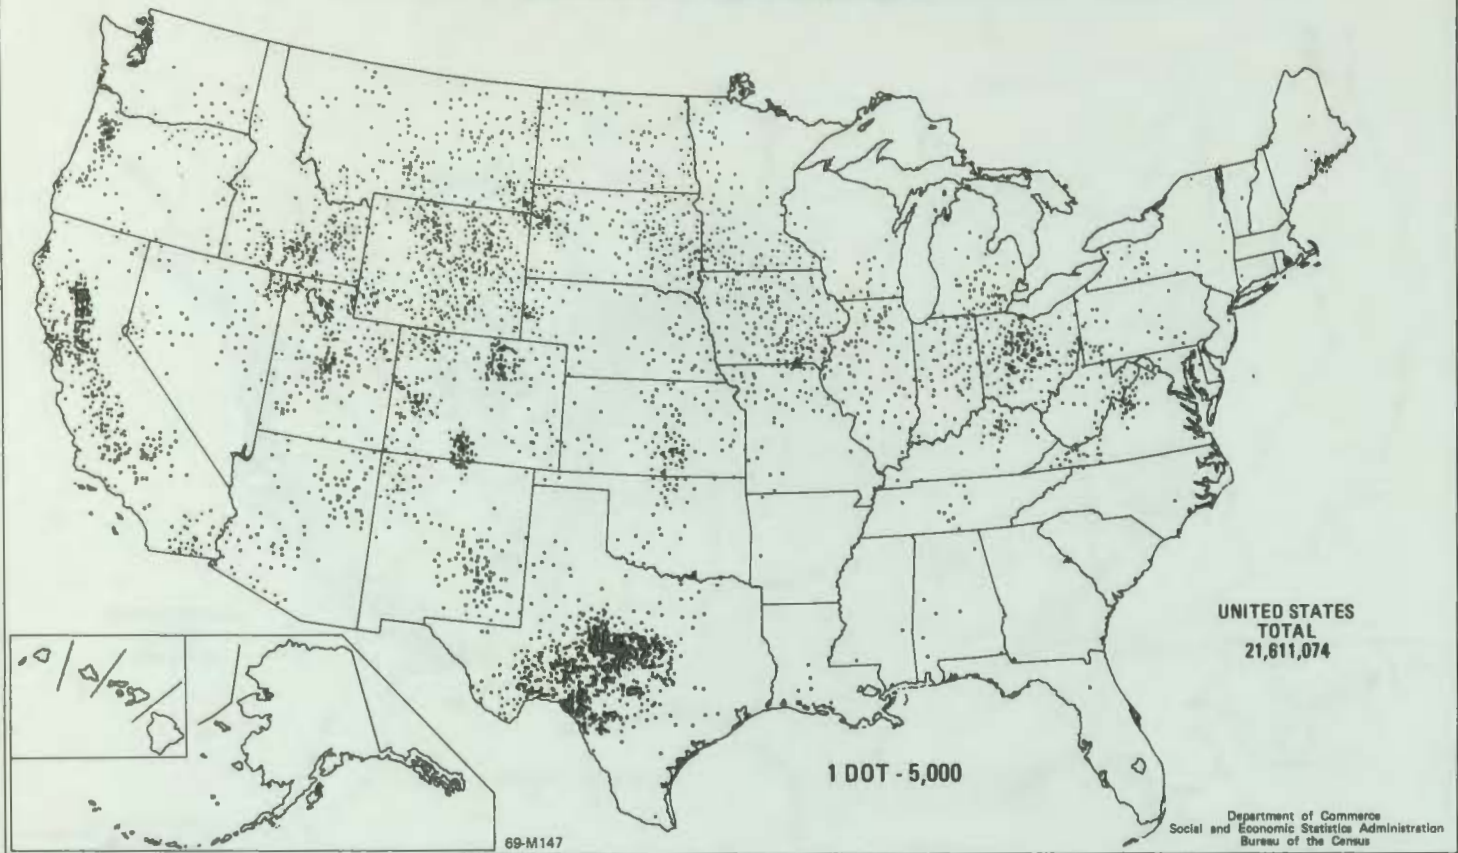 UNITED STATES
TOTAL
21,611,074
1 DOT - 5,000
69-M147
Department of Commerce
Social and Economic Statistics Administration
Bureau of the Census